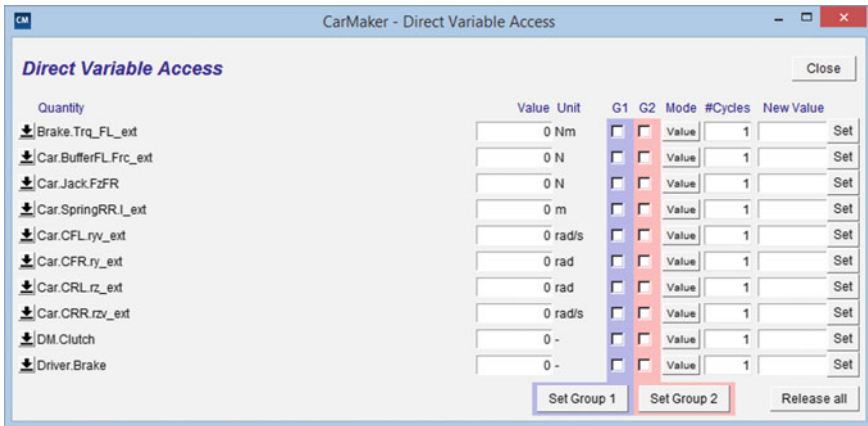 CM CarMaker - Direct Variable Access
Direct Variable Access Close
Quantity Value Unit G1 G2 Mode #Cycles New Value
Brake.Trq_FL_ext 0 Nm Value 1 Set
Car.BufferFL.Frc_ext 0 N Value 1 Set
Car.Jack.FzFR 0 N Value 1 Set
Car.SpringRR.l_ext 0 m Value 1 Set
Car.CFL.ryv_ext 0 rad/s Value 1 Set
Car.CFR.ry_ext 0 rad Value 1 Set
Car.CRL.rz_ext 0 rad Value 1 Set
Car.CRR.rzv_ext 0 rad/s Value 1 Set
DM.Clutch 0 - Value 1 Set
Driver.Brake 0 - Value 1 Set
Set Group 1 Set Group 2 Release all